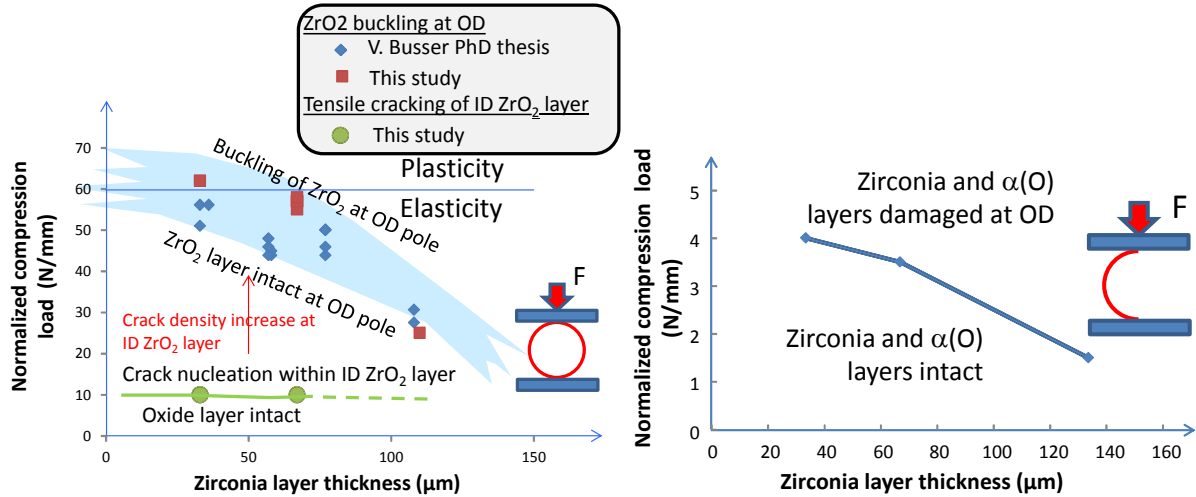 ZrO2 buckling at OD
V. Busser PhD thesis
This study
Tensile cracking of ID ZrO₂ layer
This study
Normalized compression
load (N/mm)
70
60
50
40
30
20
10
0
Buckling of ZrO₂ at OD pole
Plasticity
Elasticity
ZrO₂ layer intact at OD pole
Crack density increase at
ID ZrO₂ layer
Crack nucleation within ID ZrO₂ layer
Oxide layer intact
F
0
50
100
150
Zirconia layer thickness (µm)
Normalized compression load
(N/mm)
5
4
3
2
1
0
Zirconia and α(O)
layers damaged at OD
Zirconia and α(O)
layers intact
F
0
20
40
60
80
100
120
140
160
Zirconia layer thickness (µm)